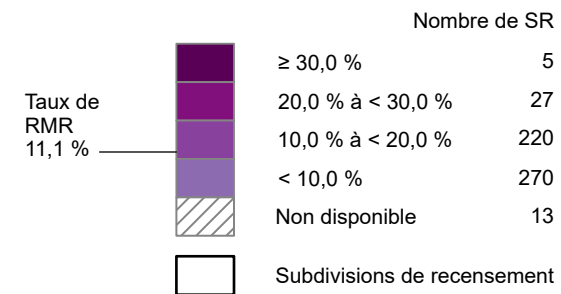 Nombre de SR
≥ 30,0 % 5
20,0 % à < 30,0 % 27
Taux de
RMR
11,1 %
10,0 % à < 20,0 % 220
< 10,0 % 270
Non disponible 13
Subdivisions de recensement